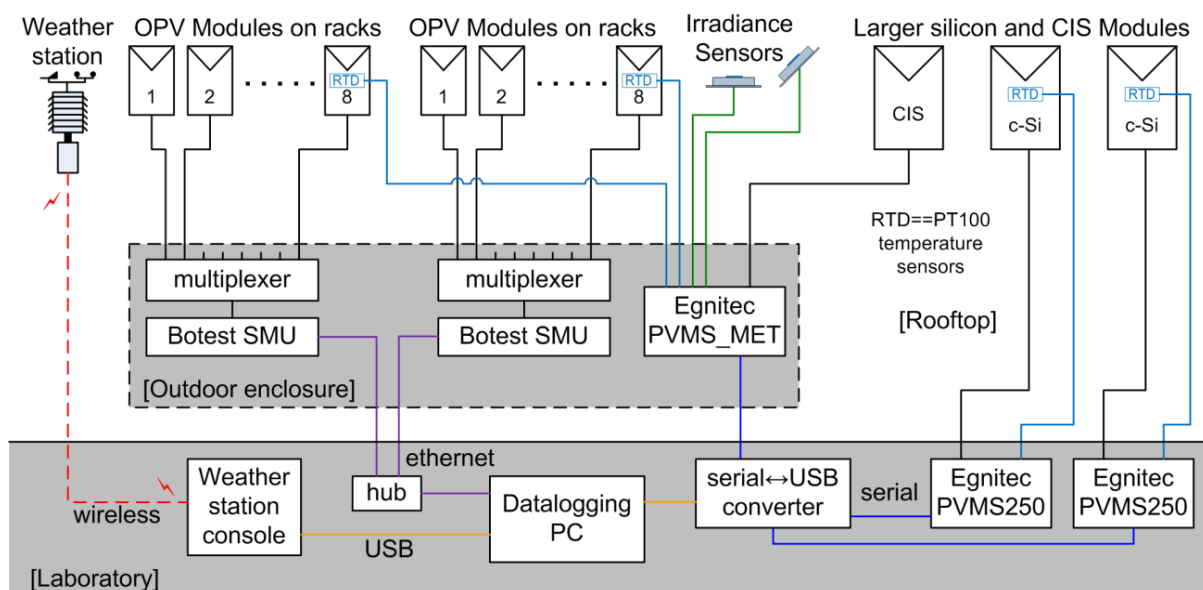 Weather
station
OPV Modules on racks
OPV Modules on racks
Irradiance
Sensors
Larger silicon and CIS Modules
1
2
.....
RTD
8
1
2
.....
RTD
8
CIS
RTD
c-Si
RTD
c-Si
RTD==PT100
temperature
sensors
[Rooftop]
multiplexer
multiplexer
Egnitec
PVMS_MET
Botest SMU
Botest SMU
[Outdoor enclosure]
ethernet
Weather
station
console
hub
Datalogging
PC
serial↔USB
converter
serial
Egnitec
PVMS250
Egnitec
PVMS250
wireless
USB
[Laboratory]